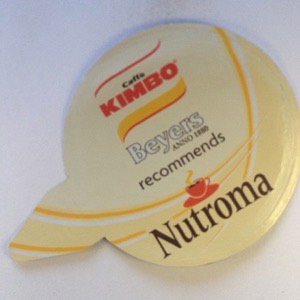 Caffè
KIMBO
Beyers
ANNO 1880
recommends
Nutroma